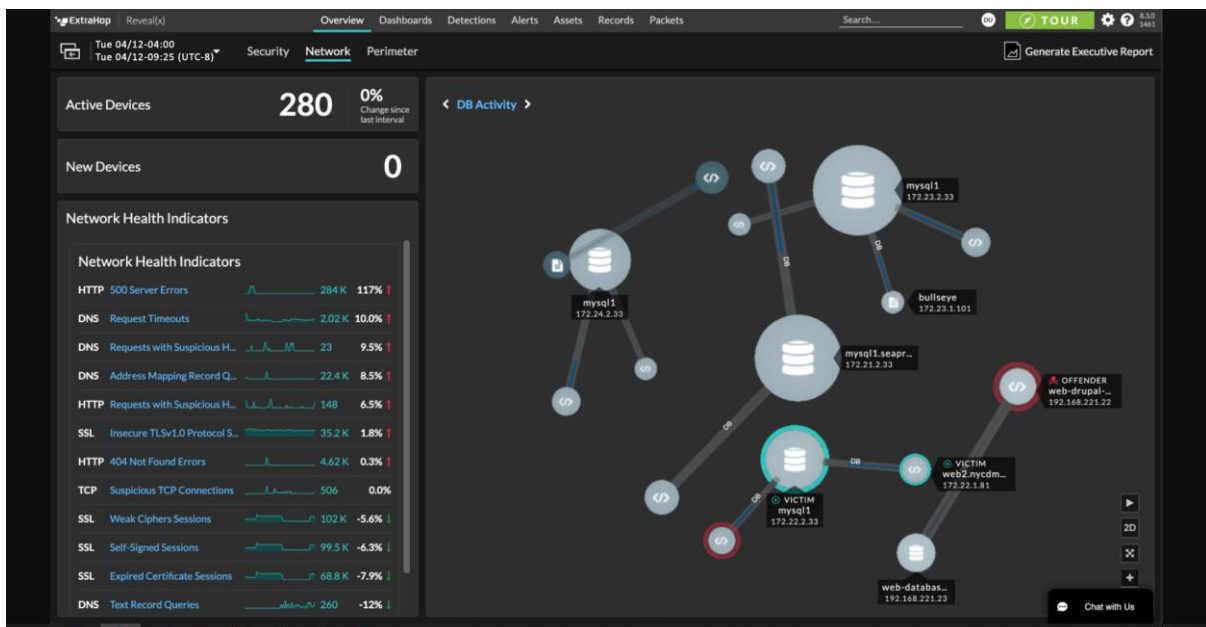 ExtraHop Reveal(x) Overview Dashboards Detections Alerts Assets Records Packets Search... DU TOUR ? 8.3.0
1461
Tue 04/12-04:00
Tue 04/12-09:25 (UTC-8)
Security Network Perimeter Generate Executive Report
Active Devices 280 0%
Change since
last interval
New Devices 0
Network Health Indicators
Network Health Indicators
HTTP 500 Server Errors 284 K 117%
DNS Request Timeouts 2.02 K 10.0%
DNS Requests with Suspicious H... 23 9.5%
DNS Address Mapping Record Q... 22.4 K 8.5%
HTTP Requests with Suspicious H... 148 6.5%
SSL Insecure TLSv1.0 Protocol S... 35.2 K 1.8%
HTTP 404 Not Found Errors 4.62 K 0.3%
TCP Suspicious TCP Connections 506 0.0%
SSL Weak Ciphers Sessions 102 K -5.6%
SSL Self-Signed Sessions 99.5 K -6.3%
SSL Expired Certificate Sessions 68.8 K -7.9%
DNS Text Record Queries 260 -12%
DB Activity
mysql1
172.23.2.33
DB
DB
bullseye
172.23.1.101
mysql1
172.24.2.33
mysql1.seapr...
172.21.2.33
OFFENDER
web-drupal-...
192.168.221.22
DB
DB
VICTIM
web2.nycdm...
172.22.1.81
DB
VICTIM
mysql1
172.22.2.33
web-databas...
192.168.221.23
2D
Chat with Us